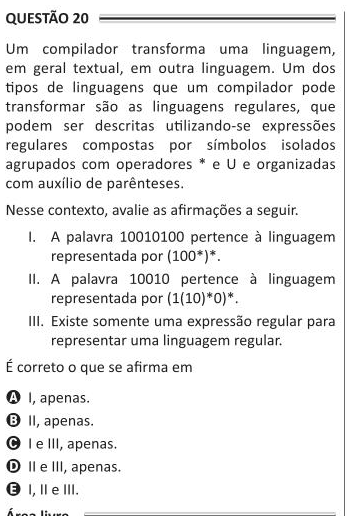 QUESTÃO 20
Um compilador transforma uma linguagem,
em geral textual, em outra linguagem. Um dos
tipos de linguagens que um compilador pode
transformar são as linguagens regulares, que
podem ser descritas utilizando-se expressões
regulares compostas por símbolos isolados
agrupados com operadores * e U e organizadas
com auxílio de parênteses.
Nesse contexto, avalie as afirmações a seguir.
I. A palavra 10010100 pertence à linguagem
representada por (100*)*.
II. A palavra 10010 pertence à linguagem
representada por (1(10)*0)*.
III. Existe somente uma expressão regular para
representar uma linguagem regular.
É correto o que se afirma em
A I, apenas.
B II, apenas.
C I e III, apenas.
D II e III, apenas.
E I, II e III.
Área livre